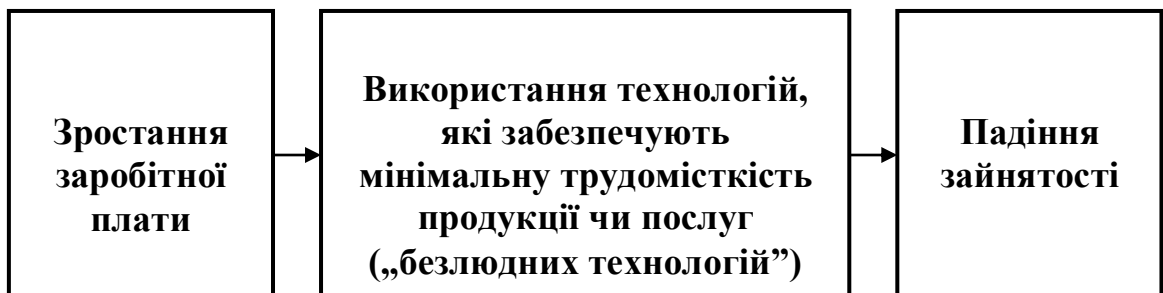 Зростання
заробітної
плати
Використання технологій,
які забезпечують
мінімальну трудомісткість
продукції чи послуг
(„безлюдних технологій”)
Падіння
зайнятості